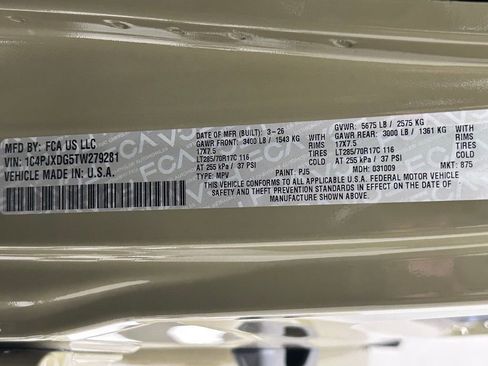 MFD BY: FCA US LLC
DATE OF MFR (BUILT): 3-26 GVWR: 5675 LB / 2575 KG
GAWR FRONT: 3400 LB / 1543 KG WITH GAWR REAR: 3000 LB / 1361 KG WITH
17X7.5 RIMS 17X7.5 RIMS
LT285/70R17C 116 TIRES LT285/70R17C 116 TIRES
AT 255 kPa / 37 PSI COLD AT 255 kPa / 37 PSI COLD
VIN: 1C4PJXDG5TW279281 TYPE: MPV PAINT: PJ5 MDH: 031009 MKT: 875
VEHICLE MADE IN: U.S.A.
THIS VEHICLE CONFORMS TO ALL APPLICABLE U.S.A. FEDERAL MOTOR VEHICLE
SAFETY AND THEFT PREVENTION STANDARDS IN EFFECT ON THE DATE OF
MANUFACTURE SHOWN ABOVE.